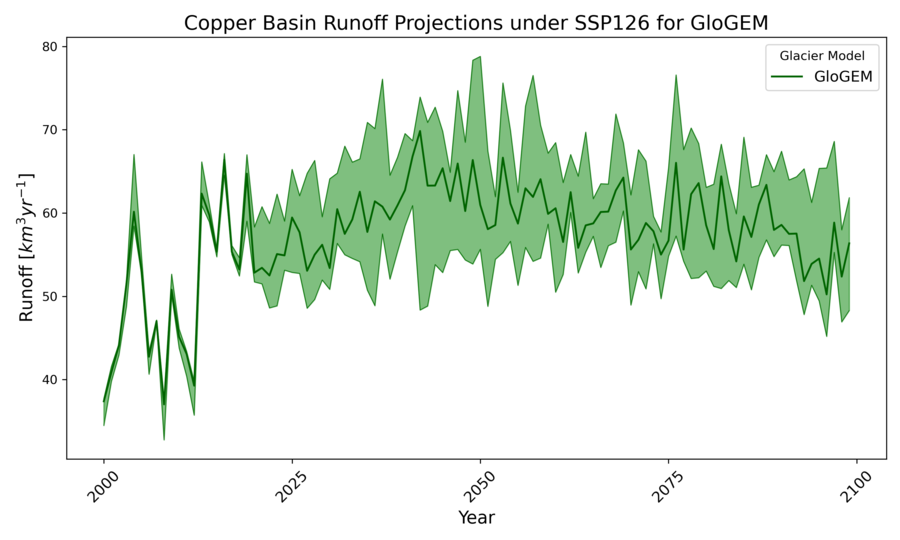 Copper Basin Runoff Projections under SSP126 for GloGEM
Glacier Model
GloGEM
80
70
60
50
40
Runoff [km³yr⁻¹]
2000
2025
2050
2075
2100
Year